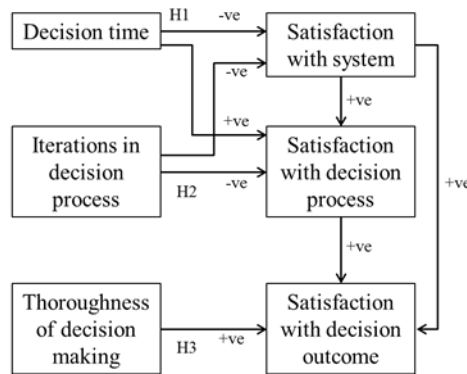 H1
-ve
Decision time
Satisfaction
with system
-ve
+ve
+ve
Iterations in
decision
process
Satisfaction
with decision
process
H2
-ve
+ve
+ve
Thoroughness
of decision
making
+ve
H3
Satisfaction
with decision
outcome